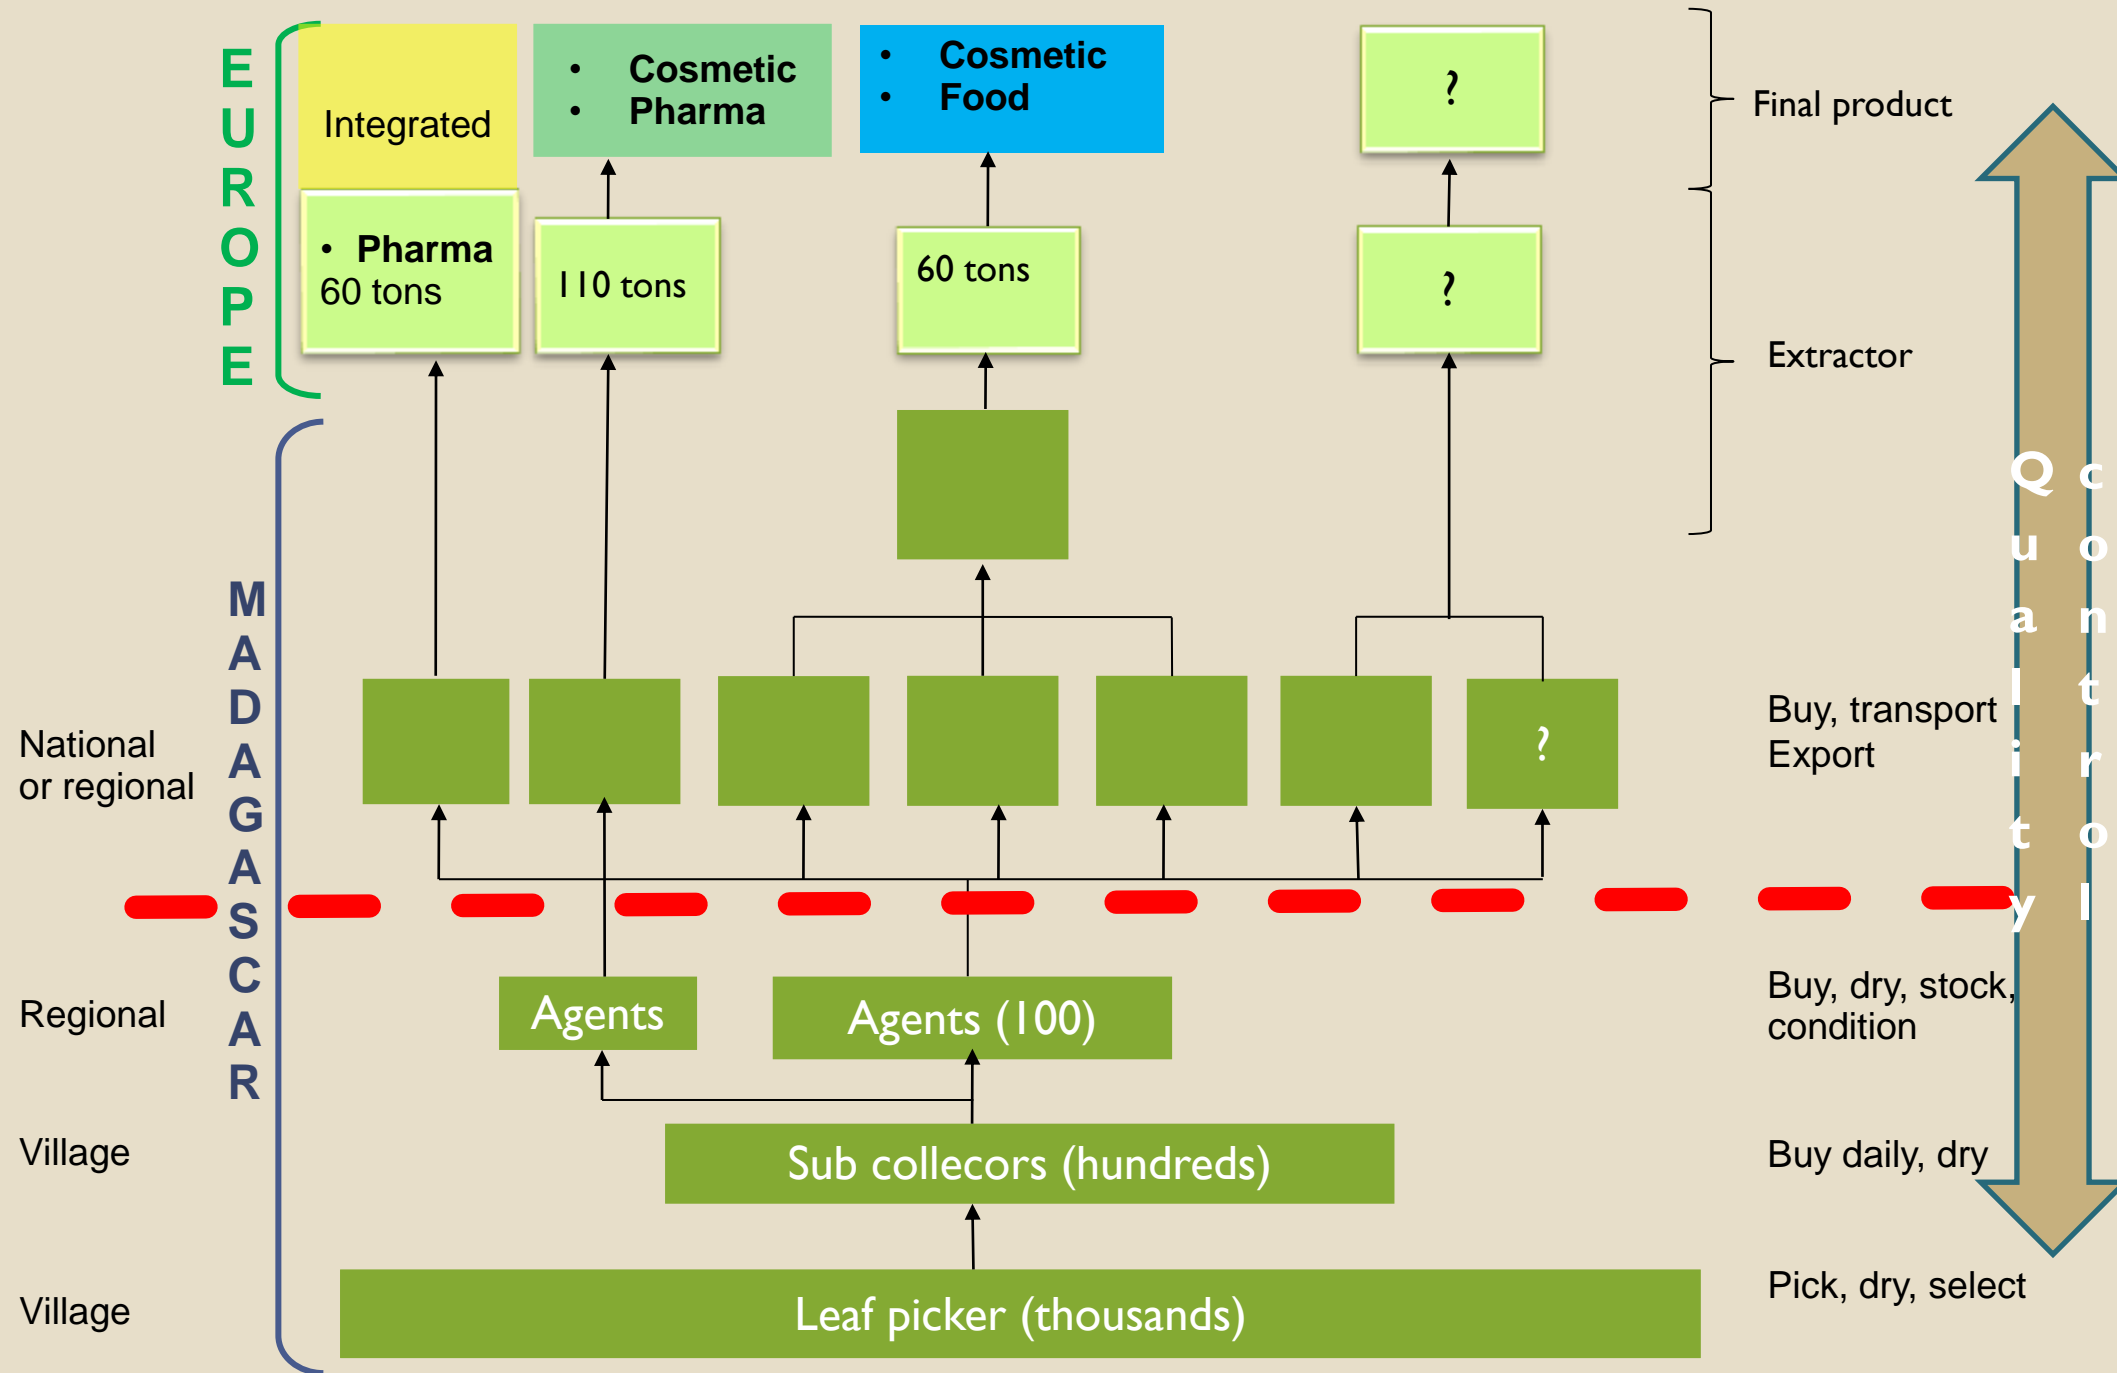 EUROPE
Integrated
• Pharma
60 tons
• Cosmetic
• Pharma
110 tons
• Cosmetic
• Food
60 tons
?
?
Final product
Extractor
Quality control
MADAGASCAR
National
or regional
?
Buy, transport
Export
Regional
Agents
Agents (100)
Buy, dry, stock,
condition
Village
Sub collecors (hundreds)
Buy daily, dry
Village
Leaf picker (thousands)
Pick, dry, select